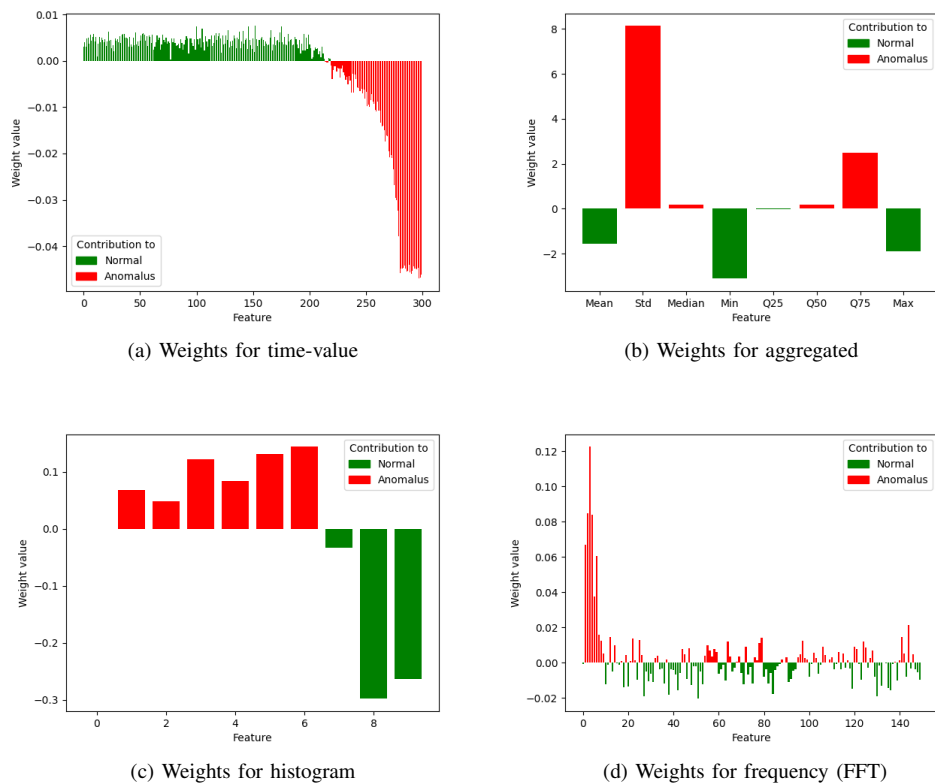 0.01
0.00
−0.01
−0.02
−0.03
−0.04
Weight value
Contribution to
Normal
Anomalus
0 50 100 150 200 250 300
Feature
(a) Weights for time-value
8
6
4
2
0
−2
Weight value
Contribution to
Normal
Anomalus
Mean Std Median Min Q25 Q50 Q75 Max
Feature
(b) Weights for aggregated
0.1
0.0
−0.1
−0.2
−0.3
Weight value
Contribution to
Normal
Anomalus
0 2 4 6 8
Feature
(c) Weights for histogram
0.12
0.10
0.08
0.06
0.04
0.02
0.00
−0.02
Weight value
Contribution to
Normal
Anomalus
0 20 40 60 80 100 120 140
Feature
(d) Weights for frequency (FFT)